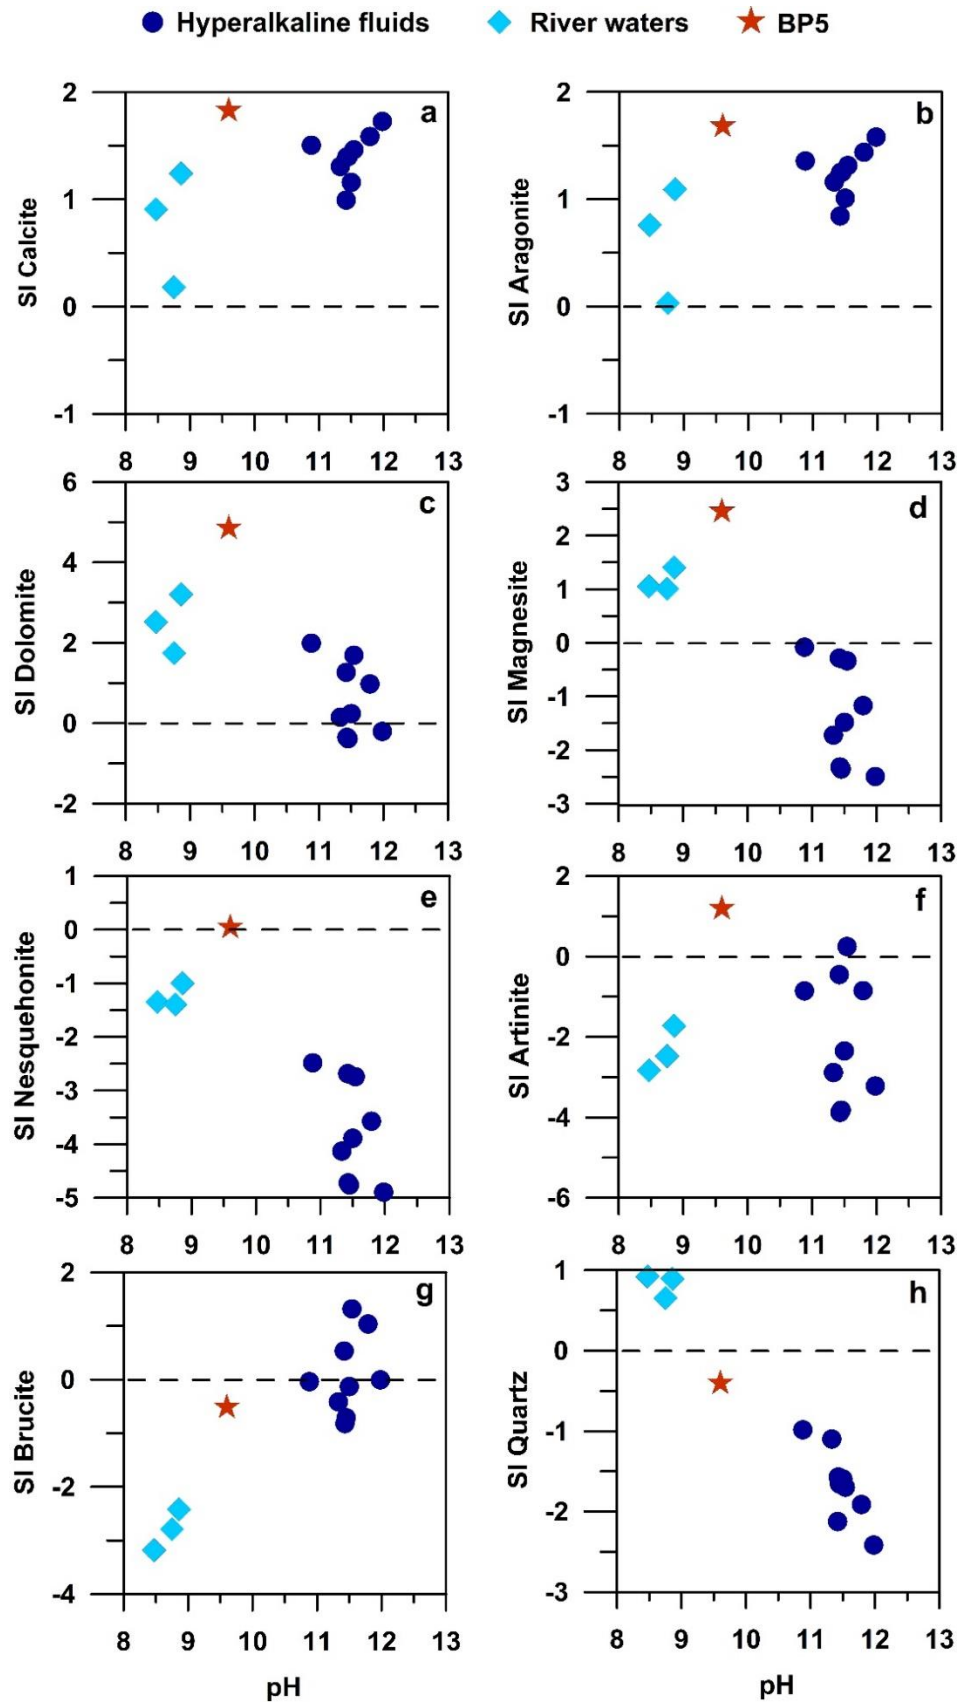 Hyperalkaline fluids River waters BP5
a
2
1
0
-1
SI Calcite
8 9 10 11 12 13
b
2
1
0
-1
SI Aragonite
8 9 10 11 12 13
c
6
4
2
0
-2
SI Dolomite
8 9 10 11 12 13
d
3
2
1
0
-1
-2
-3
SI Magnesite
8 9 10 11 12 13
e
1
0
-1
-2
-3
-4
-5
SI Nesquehonite
8 9 10 11 12 13
f
2
0
-2
-4
-6
SI Artinite
8 9 10 11 12 13
g
2
0
-2
-4
SI Brucite
8 9 10 11 12 13
pH
h
1
0
-1
-2
-3
SI Quartz
8 9 10 11 12 13
pH